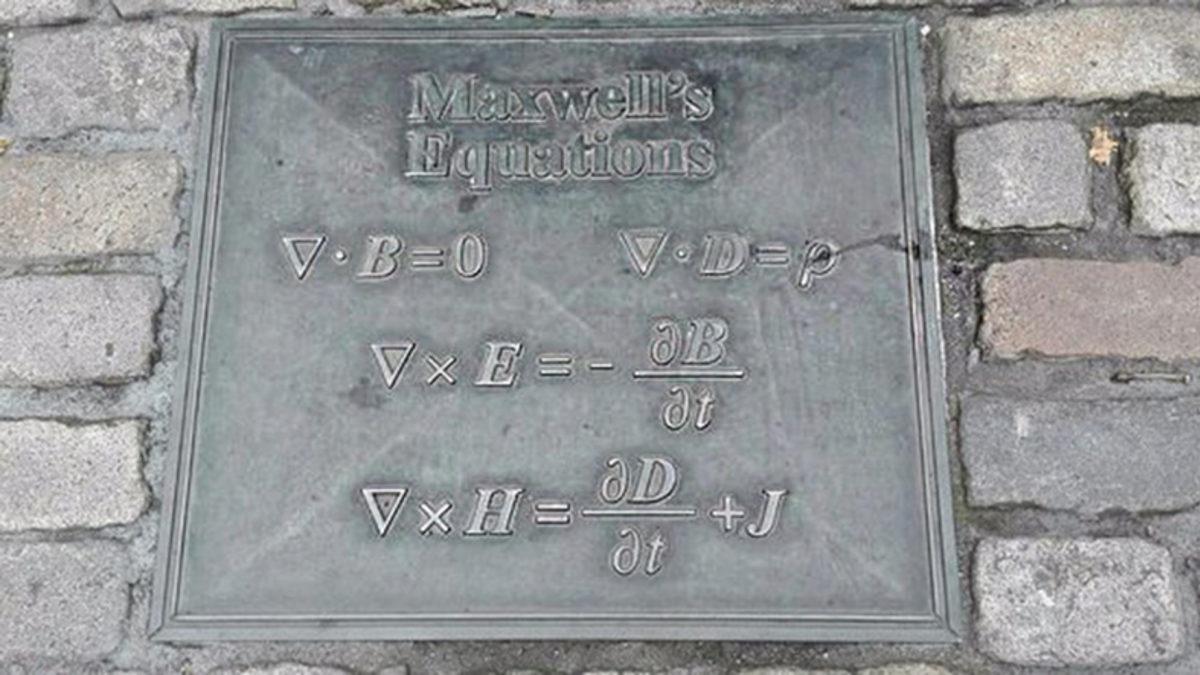 Maxwell's
Equations
∇·B=0 ∇·D=ρ
∇×E=-∂B/∂t
∇×H=∂D/∂t+J